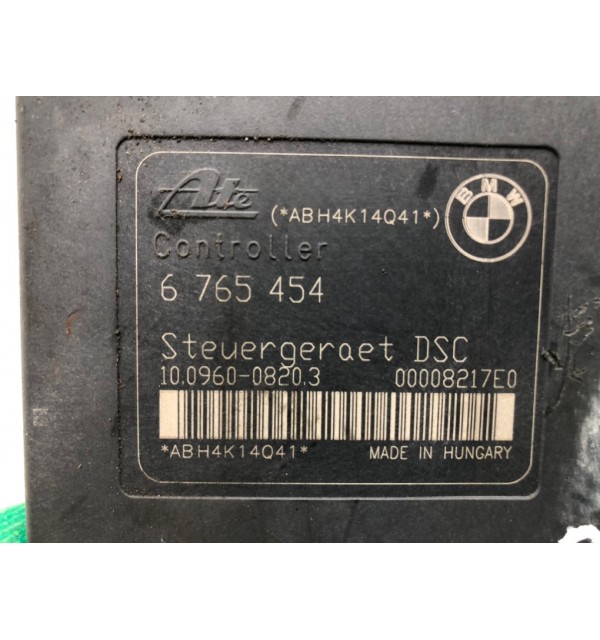 Ate (*ABH4K14Q41*) BMW
Controller
6 765 454
Steuergeraet DSC
10.0960-0820.3 00008217E0
*ABH4K14Q41* MADE IN HUNGARY